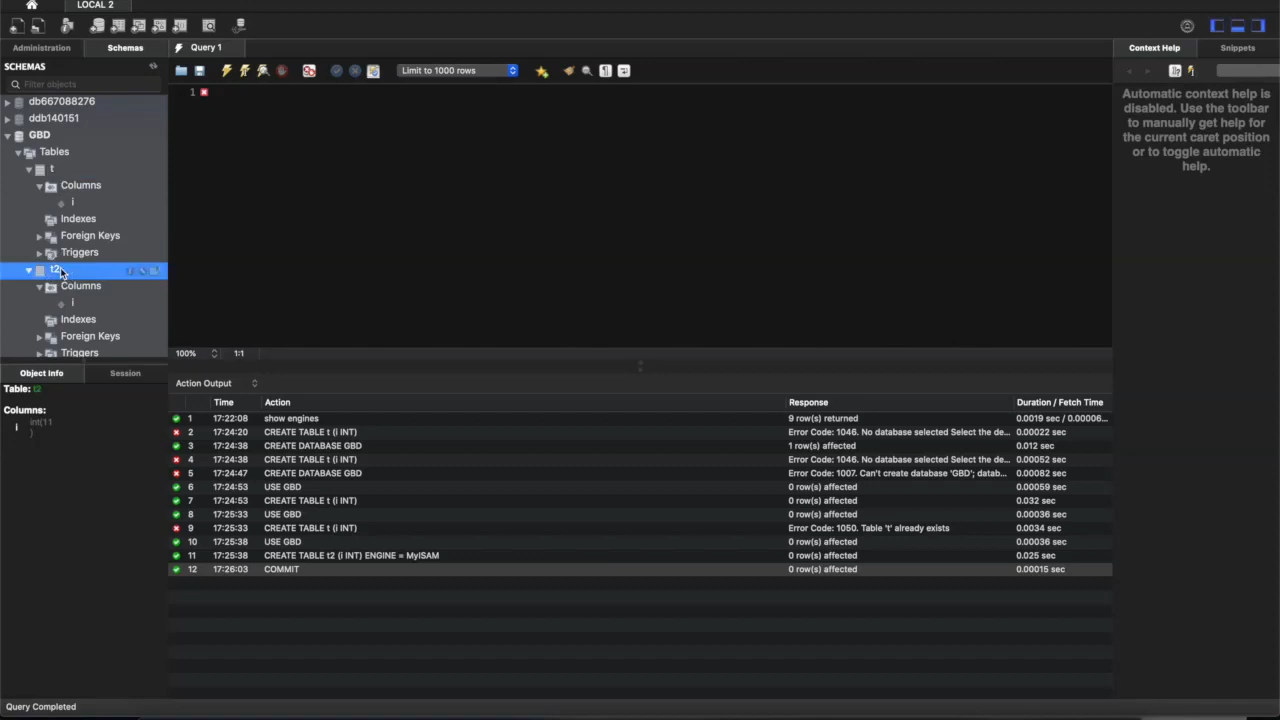 LOCAL 2
Administration Schemas Query 1 Context Help Snippets
SCHEMAS
Filter objects
Limit to 1000 rows
db667088276
ddb140151
GBD
Tables
t
Columns
i
Indexes
Foreign Keys
Triggers
t2
Columns
i
Indexes
Foreign Keys
Triggers
1
Automatic context help is
disabled. Use the toolbar
to manually get help for
the current caret position
or to toggle automatic
help.
100% 1:1
Object Info Session
Table: t2
Columns:
i int(11
)
Action Output
Time Action Response Duration / Fetch Time
1 17:22:08 show engines 9 row(s) returned 0.0019 sec / 0.00006...
2 17:24:20 CREATE TABLE t (i INT) Error Code: 1046. No database selected Select the de... 0.00022 sec
3 17:24:38 CREATE DATABASE GBD 1 row(s) affected 0.012 sec
4 17:24:38 CREATE TABLE t (i INT) Error Code: 1046. No database selected Select the de... 0.00052 sec
5 17:24:47 CREATE DATABASE GBD Error Code: 1007. Can't create database 'GBD'; datab... 0.00082 sec
6 17:24:53 USE GBD 0 row(s) affected 0.00059 sec
7 17:24:53 CREATE TABLE t (i INT) 0 row(s) affected 0.032 sec
8 17:25:33 USE GBD 0 row(s) affected 0.00036 sec
9 17:25:33 CREATE TABLE t (i INT) Error Code: 1050. Table 't' already exists 0.0034 sec
10 17:25:38 USE GBD 0 row(s) affected 0.00036 sec
11 17:25:38 CREATE TABLE t2 (i INT) ENGINE = MyISAM 0 row(s) affected 0.025 sec
12 17:26:03 COMMIT 0 row(s) affected 0.00015 sec
Query Completed